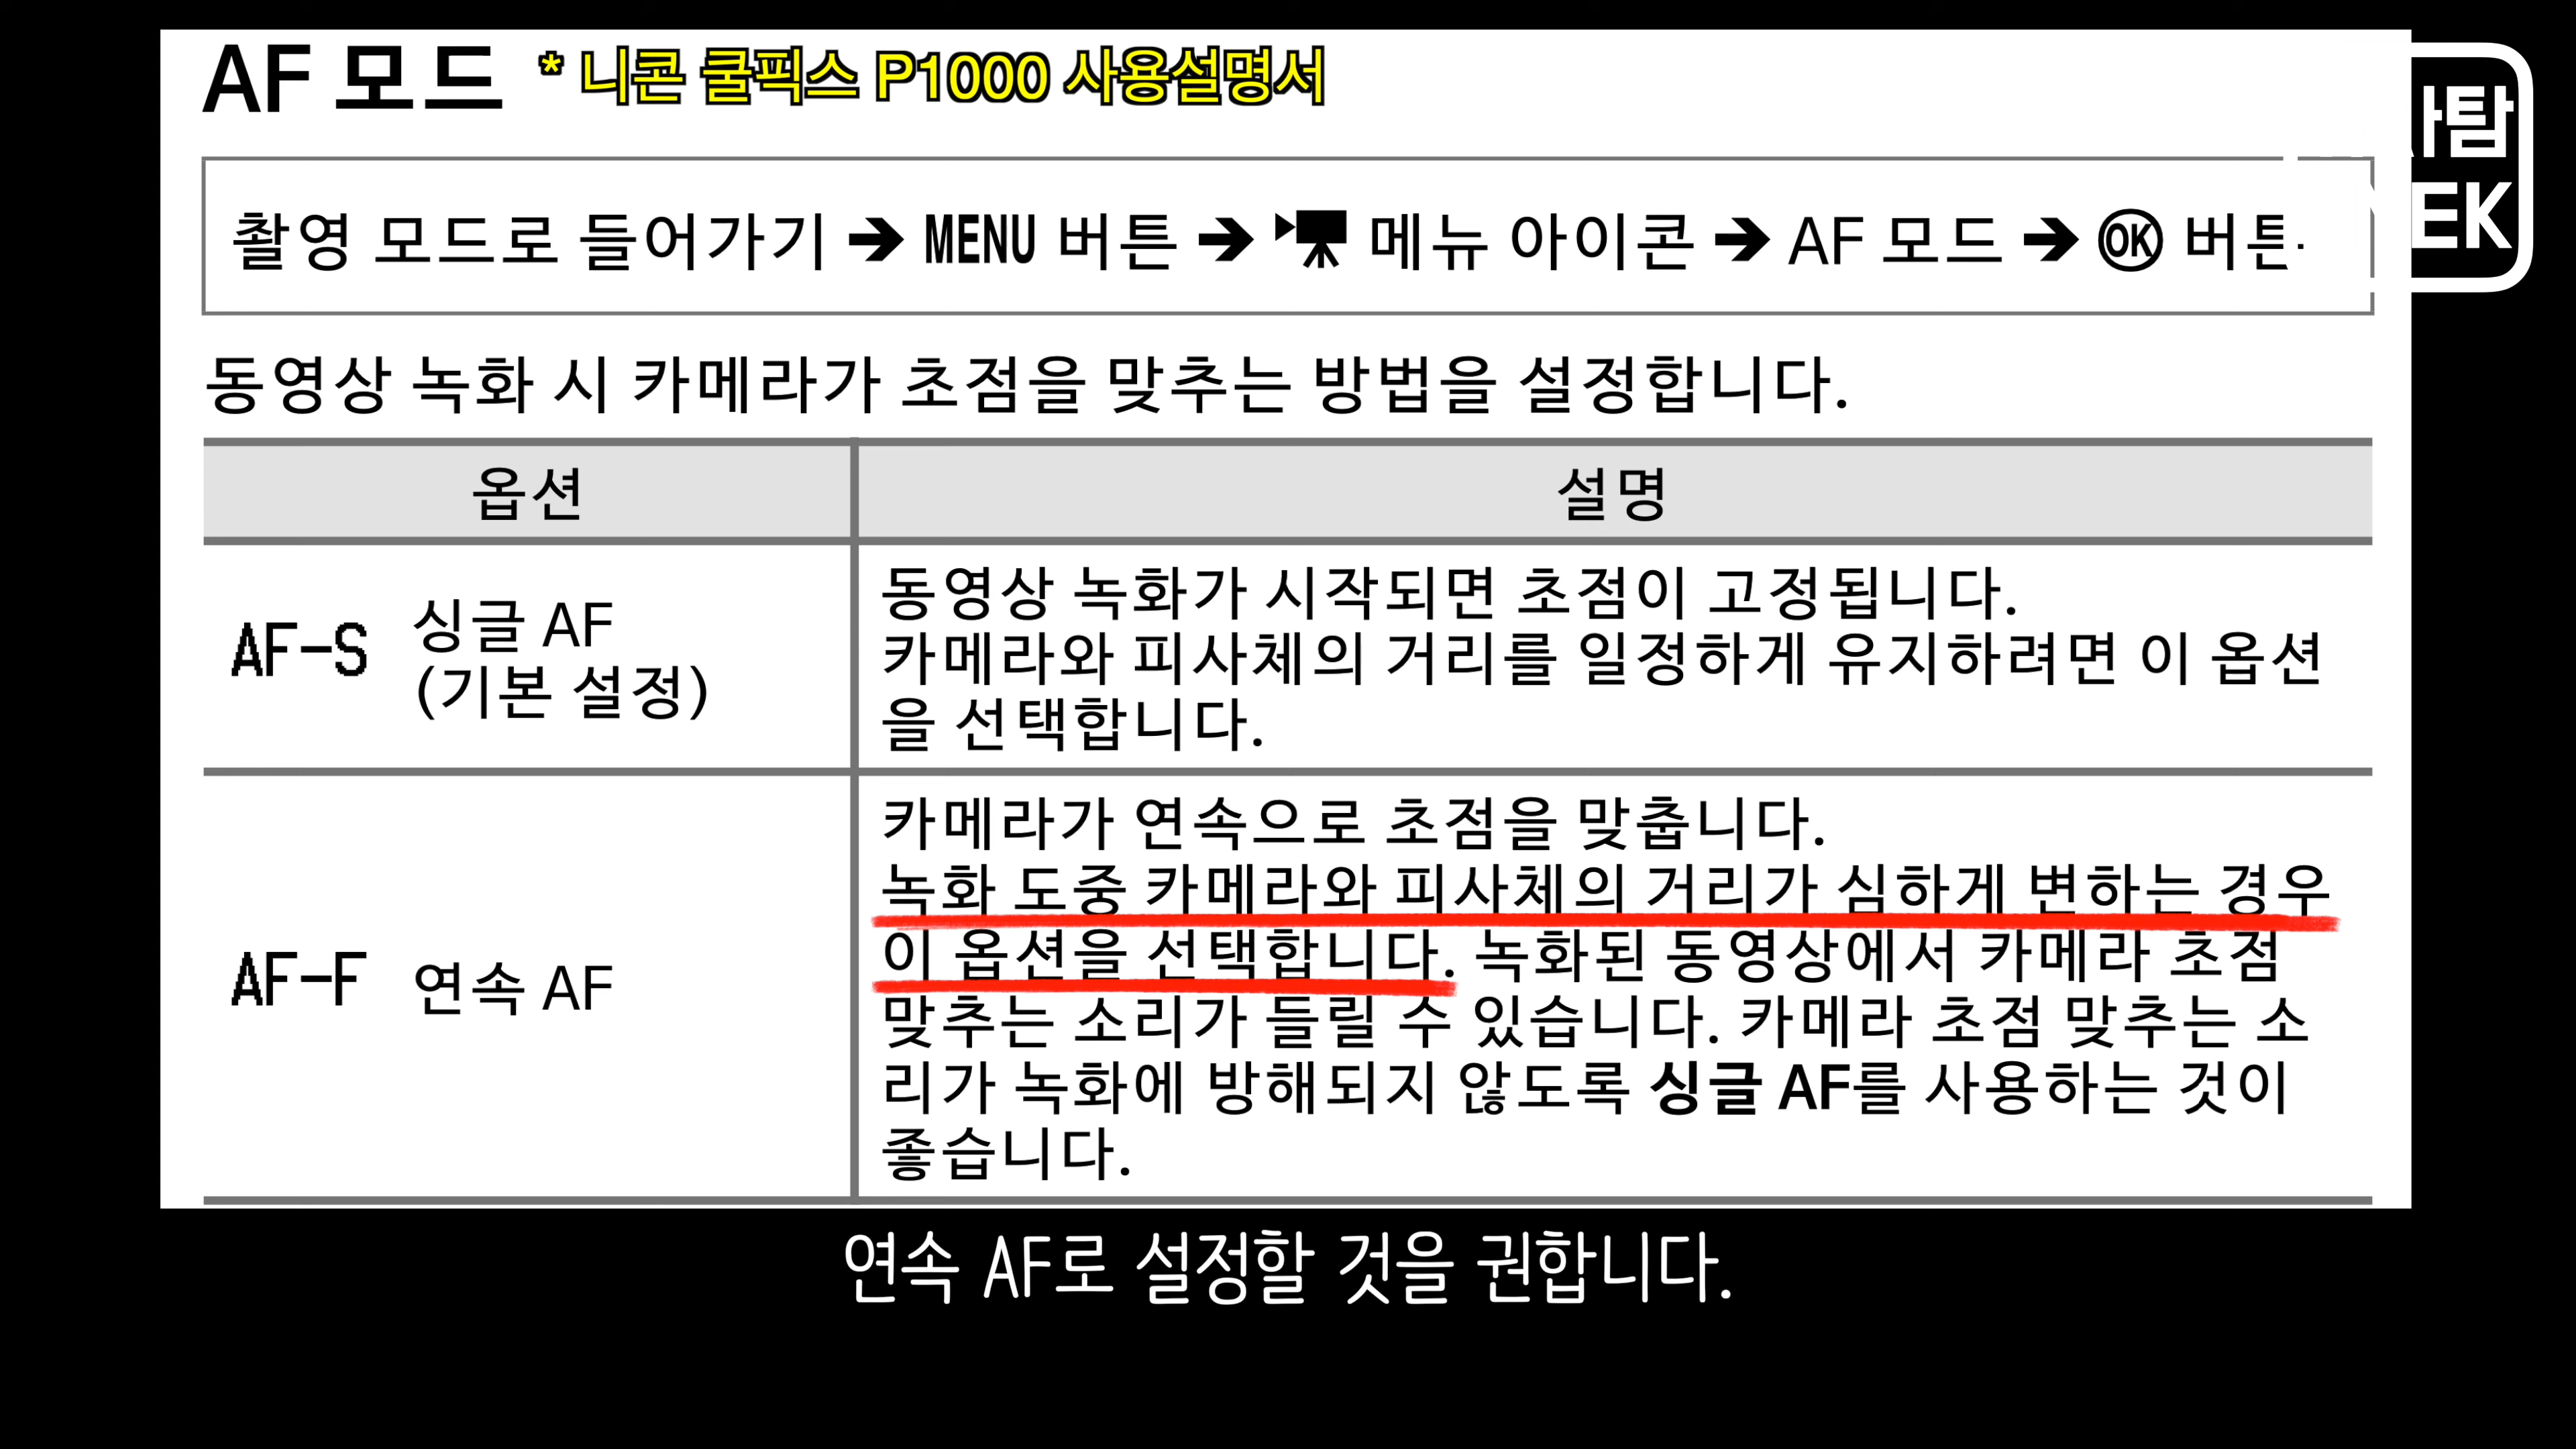 AF 모드 * 니콘 쿨픽스 P1000 사용설명서
촬영 모드로 들어가기 → MENU 버튼 → 메뉴 아이콘 → AF 모드 → OK 버튼
동영상 녹화 시 카메라가 초점을 맞추는 방법을 설정합니다.
옵션 설명
AF-S 싱글 AF
(기본 설정)
동영상 녹화가 시작되면 초점이 고정됩니다.
카메라와 피사체의 거리를 일정하게 유지하려면 이 옵션
을 선택합니다.
AF-F 연속 AF
카메라가 연속으로 초점을 맞춥니다.
녹화 도중 카메라와 피사체의 거리가 심하게 변하는 경우
이 옵션을 선택합니다. 녹화된 동영상에서 카메라 초점
맞추는 소리가 들릴 수 있습니다. 카메라 초점 맞추는 소
리가 녹화에 방해되지 않도록 싱글 AF를 사용하는 것이
좋습니다.
연속 AF로 설정할 것을 권합니다.